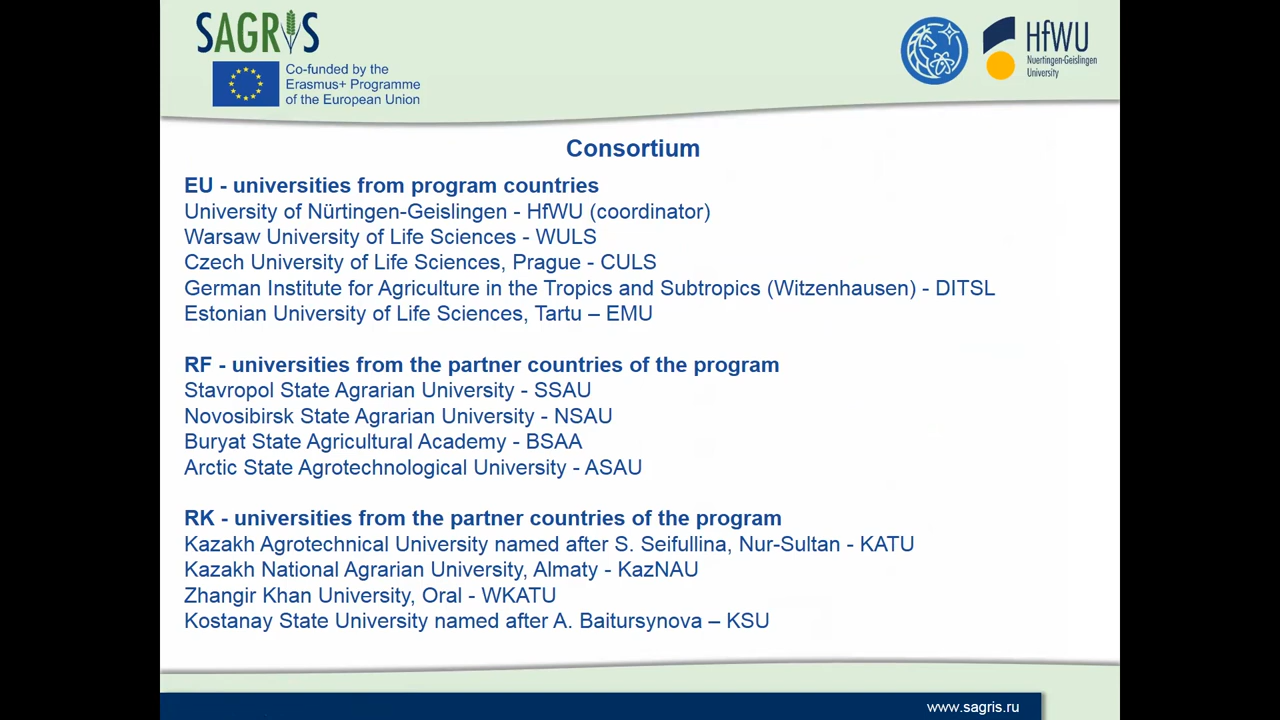 SAGRIS
Co-funded by the
Erasmus+ Programme
of the European Union
HfWU
Nuertingen-Geislingen
University
Consortium
EU - universities from program countries
University of Nürtingen-Geislingen - HfWU (coordinator)
Warsaw University of Life Sciences - WULS
Czech University of Life Sciences, Prague - CULS
German Institute for Agriculture in the Tropics and Subtropics (Witzenhausen) - DITSL
Estonian University of Life Sciences, Tartu – EMU
RF - universities from the partner countries of the program
Stavropol State Agrarian University - SSAU
Novosibirsk State Agrarian University - NSAU
Buryat State Agricultural Academy - BSAA
Arctic State Agrotechnological University - ASAU
RK - universities from the partner countries of the program
Kazakh Agrotechnical University named after S. Seifullina, Nur-Sultan - KATU
Kazakh National Agrarian University, Almaty - KazNAU
Zhangir Khan University, Oral - WKATU
Kostanay State University named after A. Baitursynova – KSU
www.sagris.ru